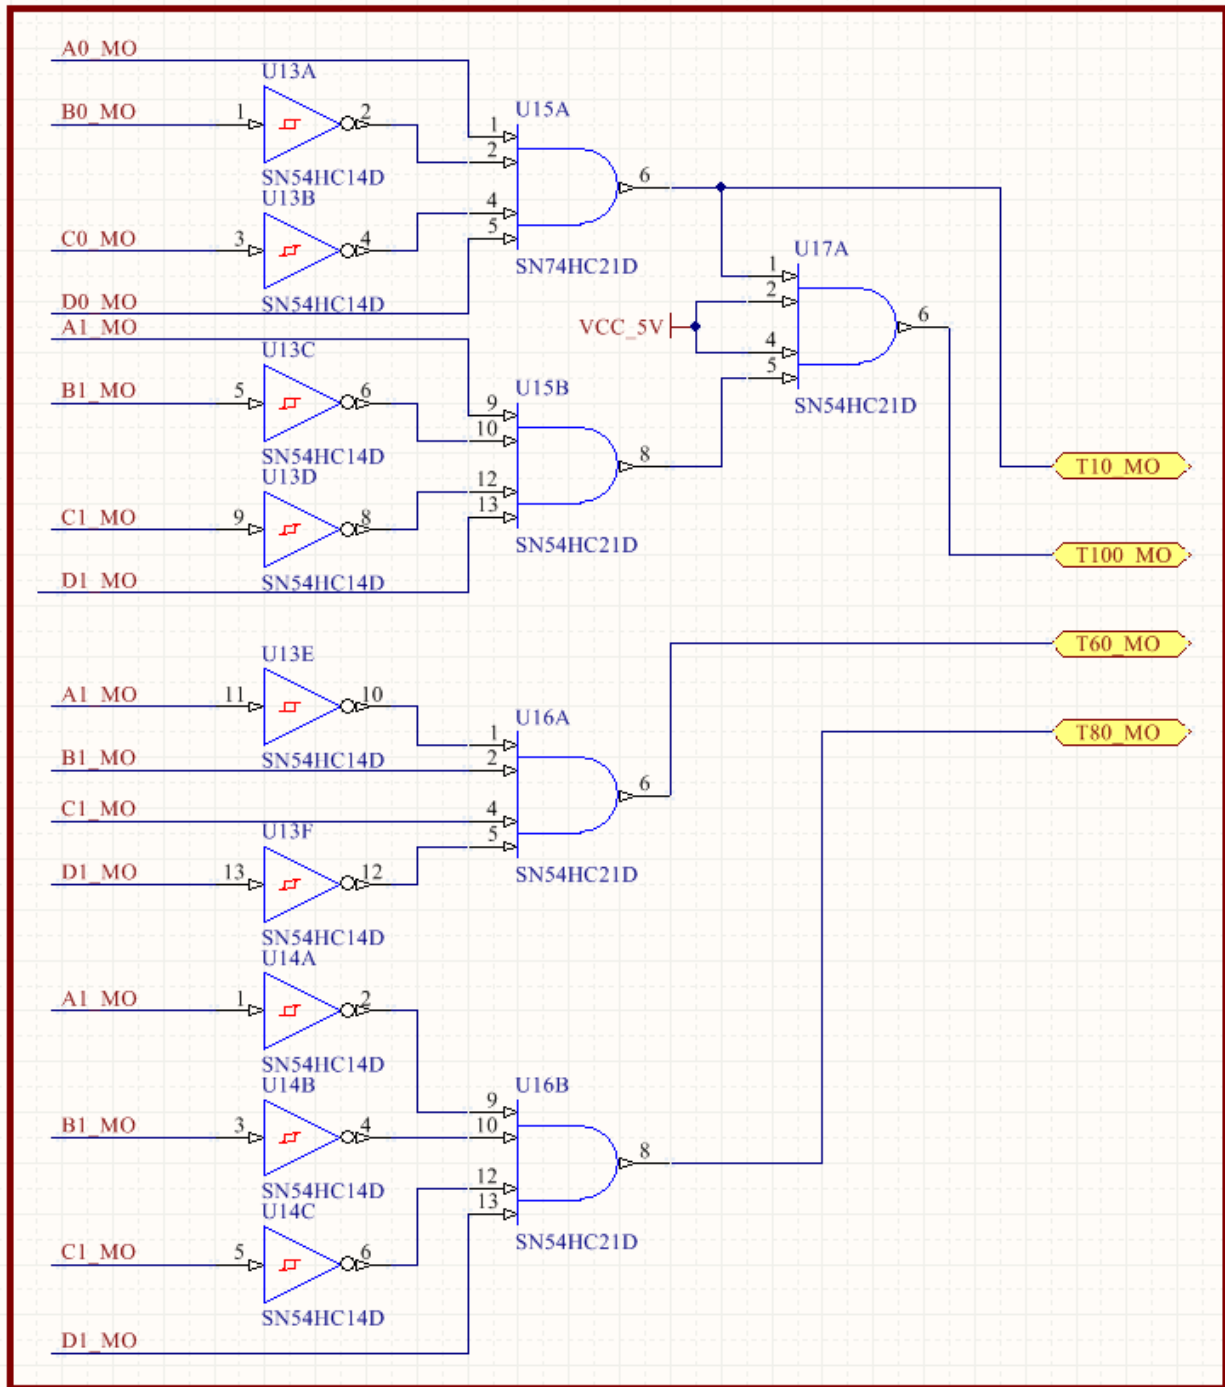 A0_MO
U13A
B0_MO 1 2
U15A
1
2
SN54HC14D
U13B
6
4
C0_MO 3 4
5
SN74HC21D
U17A
1
2
SN54HC14D
D0_MO
A1_MO
VCC_5V
6
U13C
4
5
B1_MO 5 6
U15B
9
10
SN54HC21D
SN54HC14D
8
T10_MO
U13D
12
C1_MO 9 8
13
SN54HC21D
T100_MO
D1_MO
SN54HC14D
T60_MO
U13E
A1_MO 11 10
U16A
T80_MO
1
B1_MO 2
6
C1_MO 4
U13F
5
D1_MO 13 12
SN54HC21D
SN54HC14D
U14A
A1_MO 1 2
SN54HC14D
U14B
U16B
9
B1_MO 3 4 10
8
12
SN54HC14D
13
U14C
SN54HC21D
C1_MO 5 6
SN54HC14D
D1_MO